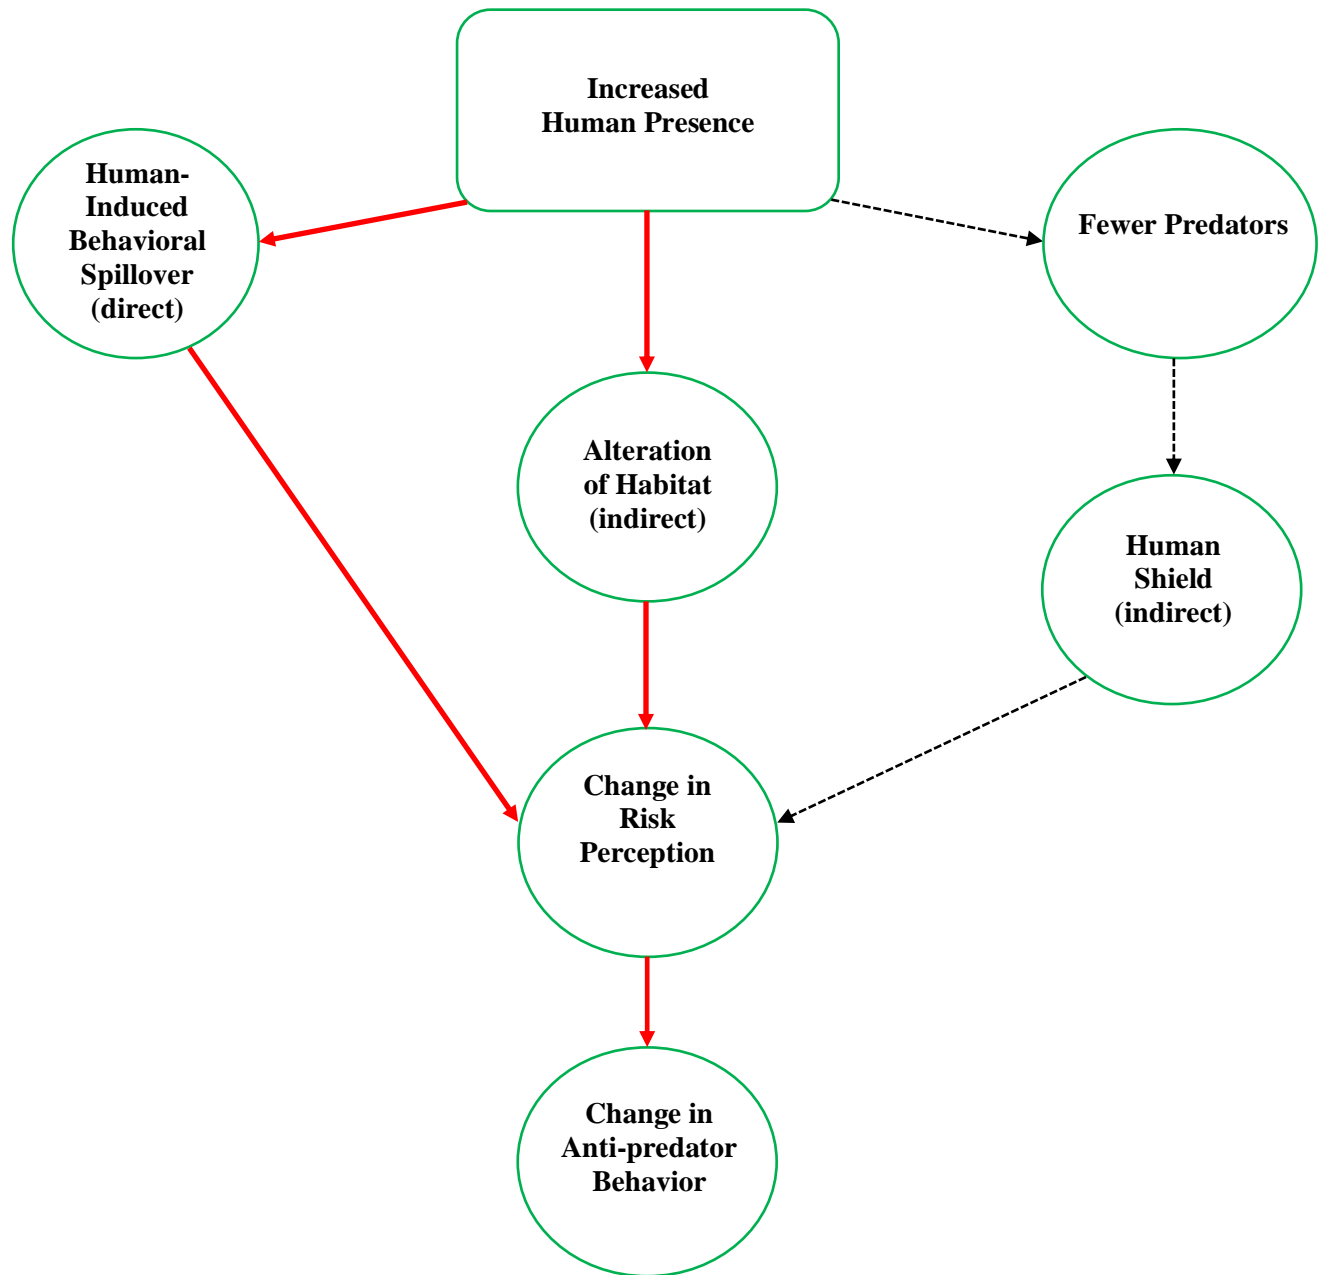 Increased
Human Presence
Human-
Induced
Behavioral
Spillover
(direct)
Fewer Predators
Alteration
of Habitat
(indirect)
Human
Shield
(indirect)
Change in
Risk
Perception
Change in
Anti-predator
Behavior